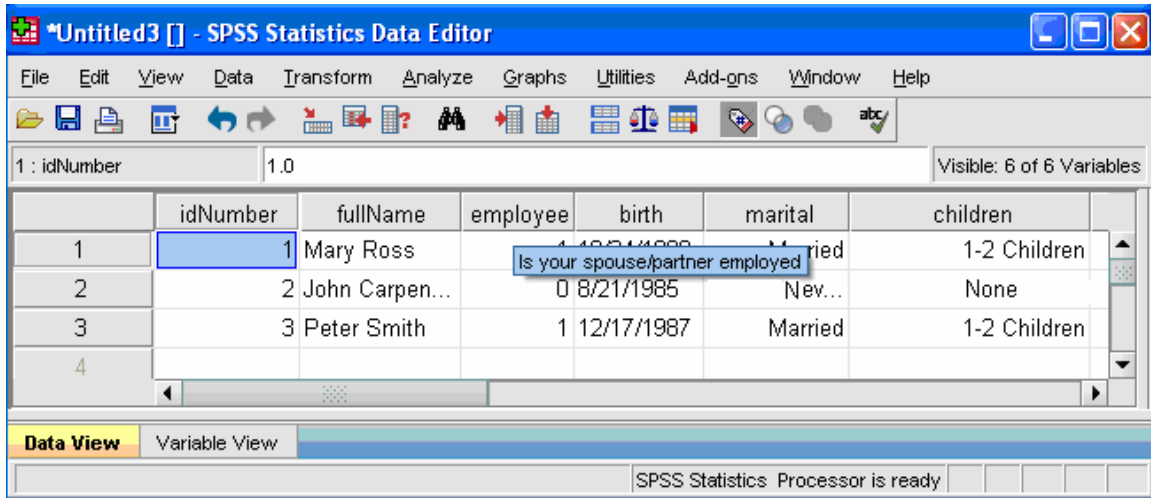 *Untitled3 [] - SPSS Statistics Data Editor
File Edit View Data Transform Analyze Graphs Utilities Add-ons Window Help
1 : idNumber 1.0 Visible: 6 of 6 Variables
idNumber fullName employee birth marital children
1 1 Mary Ross 1-2 Children
Is your spouse/partner employed
2 2 John Carpen... 0 8/21/1985 Nev... None
3 3 Peter Smith 1 12/17/1987 Married 1-2 Children
4
Data View Variable View
SPSS Statistics Processor is ready